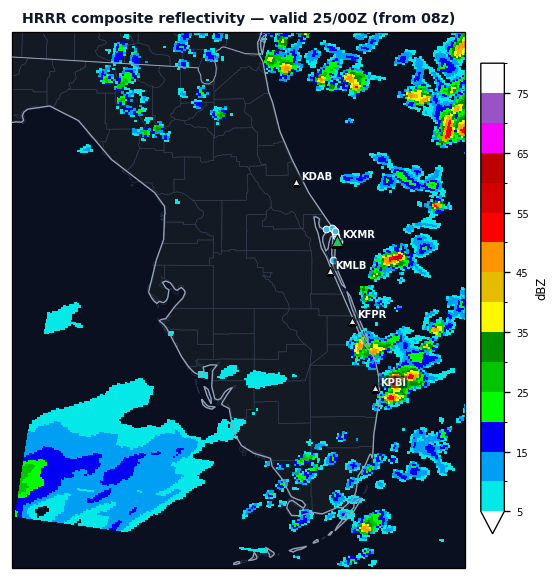 HRRR composite reflectivity — valid 25/00Z (from 08z)
75
65
55
45
35
25
15
5
dBZ
KDAB
KXMR
KMLB
KFPR
KPBI